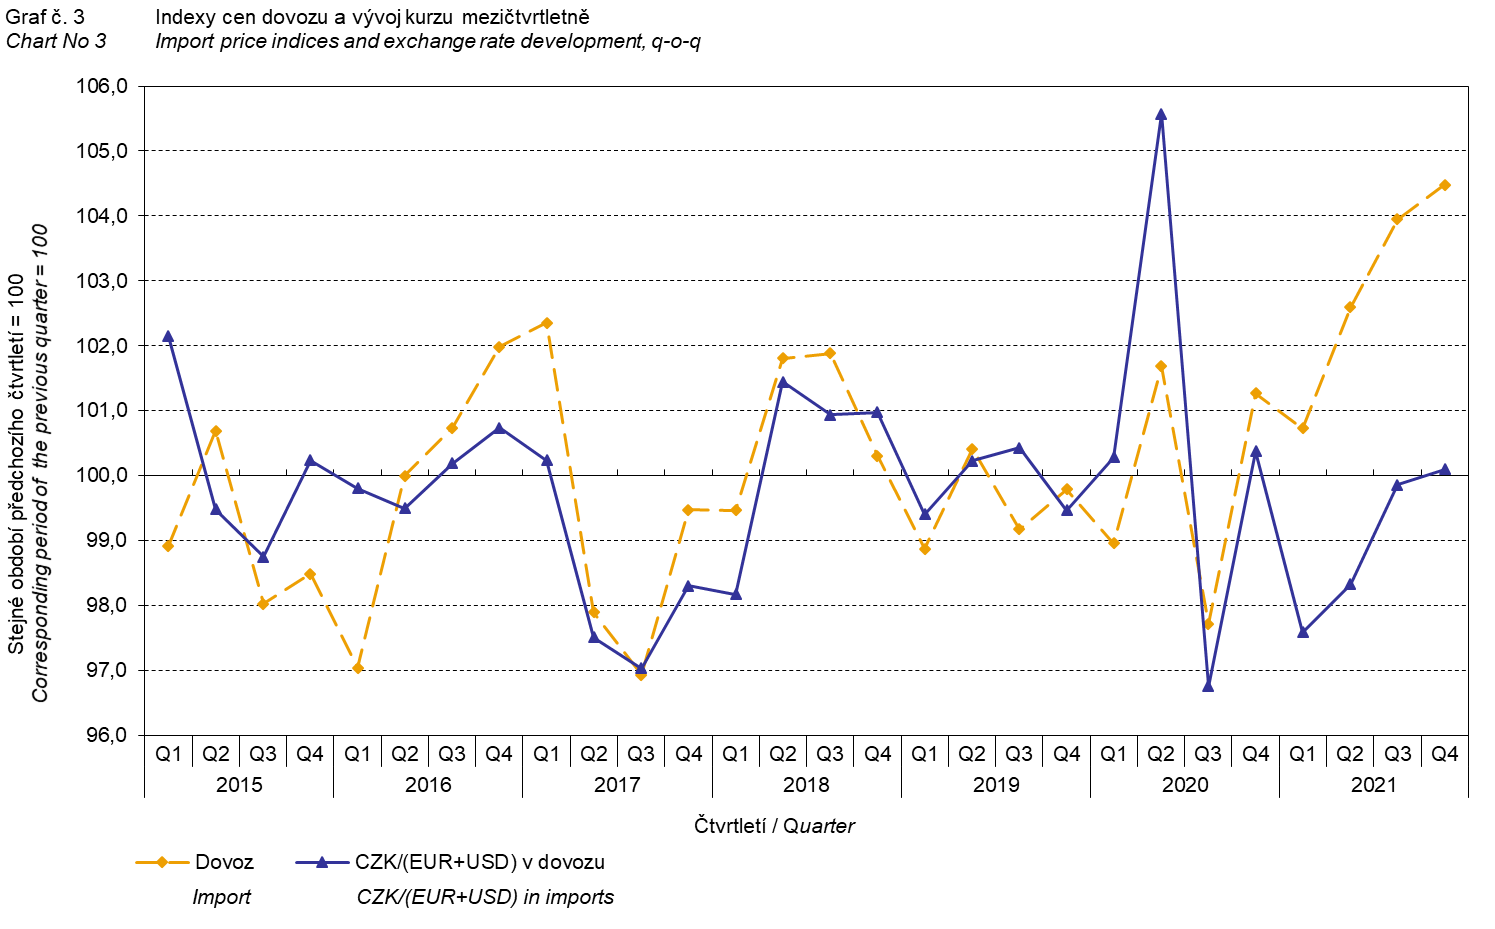 Graf č. 3 Indexy cen dovozu a vývoj kurzu mezičtvrtletně
Chart No 3 Import price indices and exchange rate development, q-o-q
Stejné období předchozího čtvrtletí = 100
Corresponding period of the previous quarter = 100
106,0
105,0
104,0
103,0
102,0
101,0
100,0
99,0
98,0
97,0
96,0
Q1 Q2 Q3 Q4 Q1 Q2 Q3 Q4 Q1 Q2 Q3 Q4 Q1 Q2 Q3 Q4 Q1 Q2 Q3 Q4 Q1 Q2 Q3 Q4 Q1 Q2 Q3 Q4
2015 2016 2017 2018 2019 2020 2021
Čtvrtletí / Quarter
Dovoz CZK/(EUR+USD) v dovozu
Import CZK/(EUR+USD) in imports